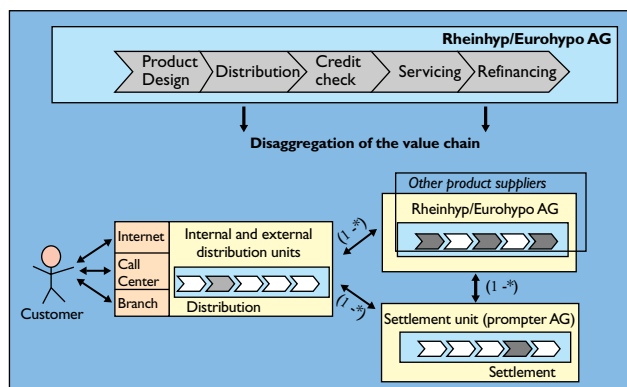 Rheinhyp/Eurohypo AG
Product Design
Distribution
Credit check
Servicing
Refinancing
Disaggregation of the value chain
Other product suppliers
Rheinhyp/Eurohypo AG
(1 -*)
Internet
Call Center
Branch
Internal and external
distribution units
Distribution
Customer
(1 -*)
(1 -*)
Settlement unit (prompter AG)
Settlement